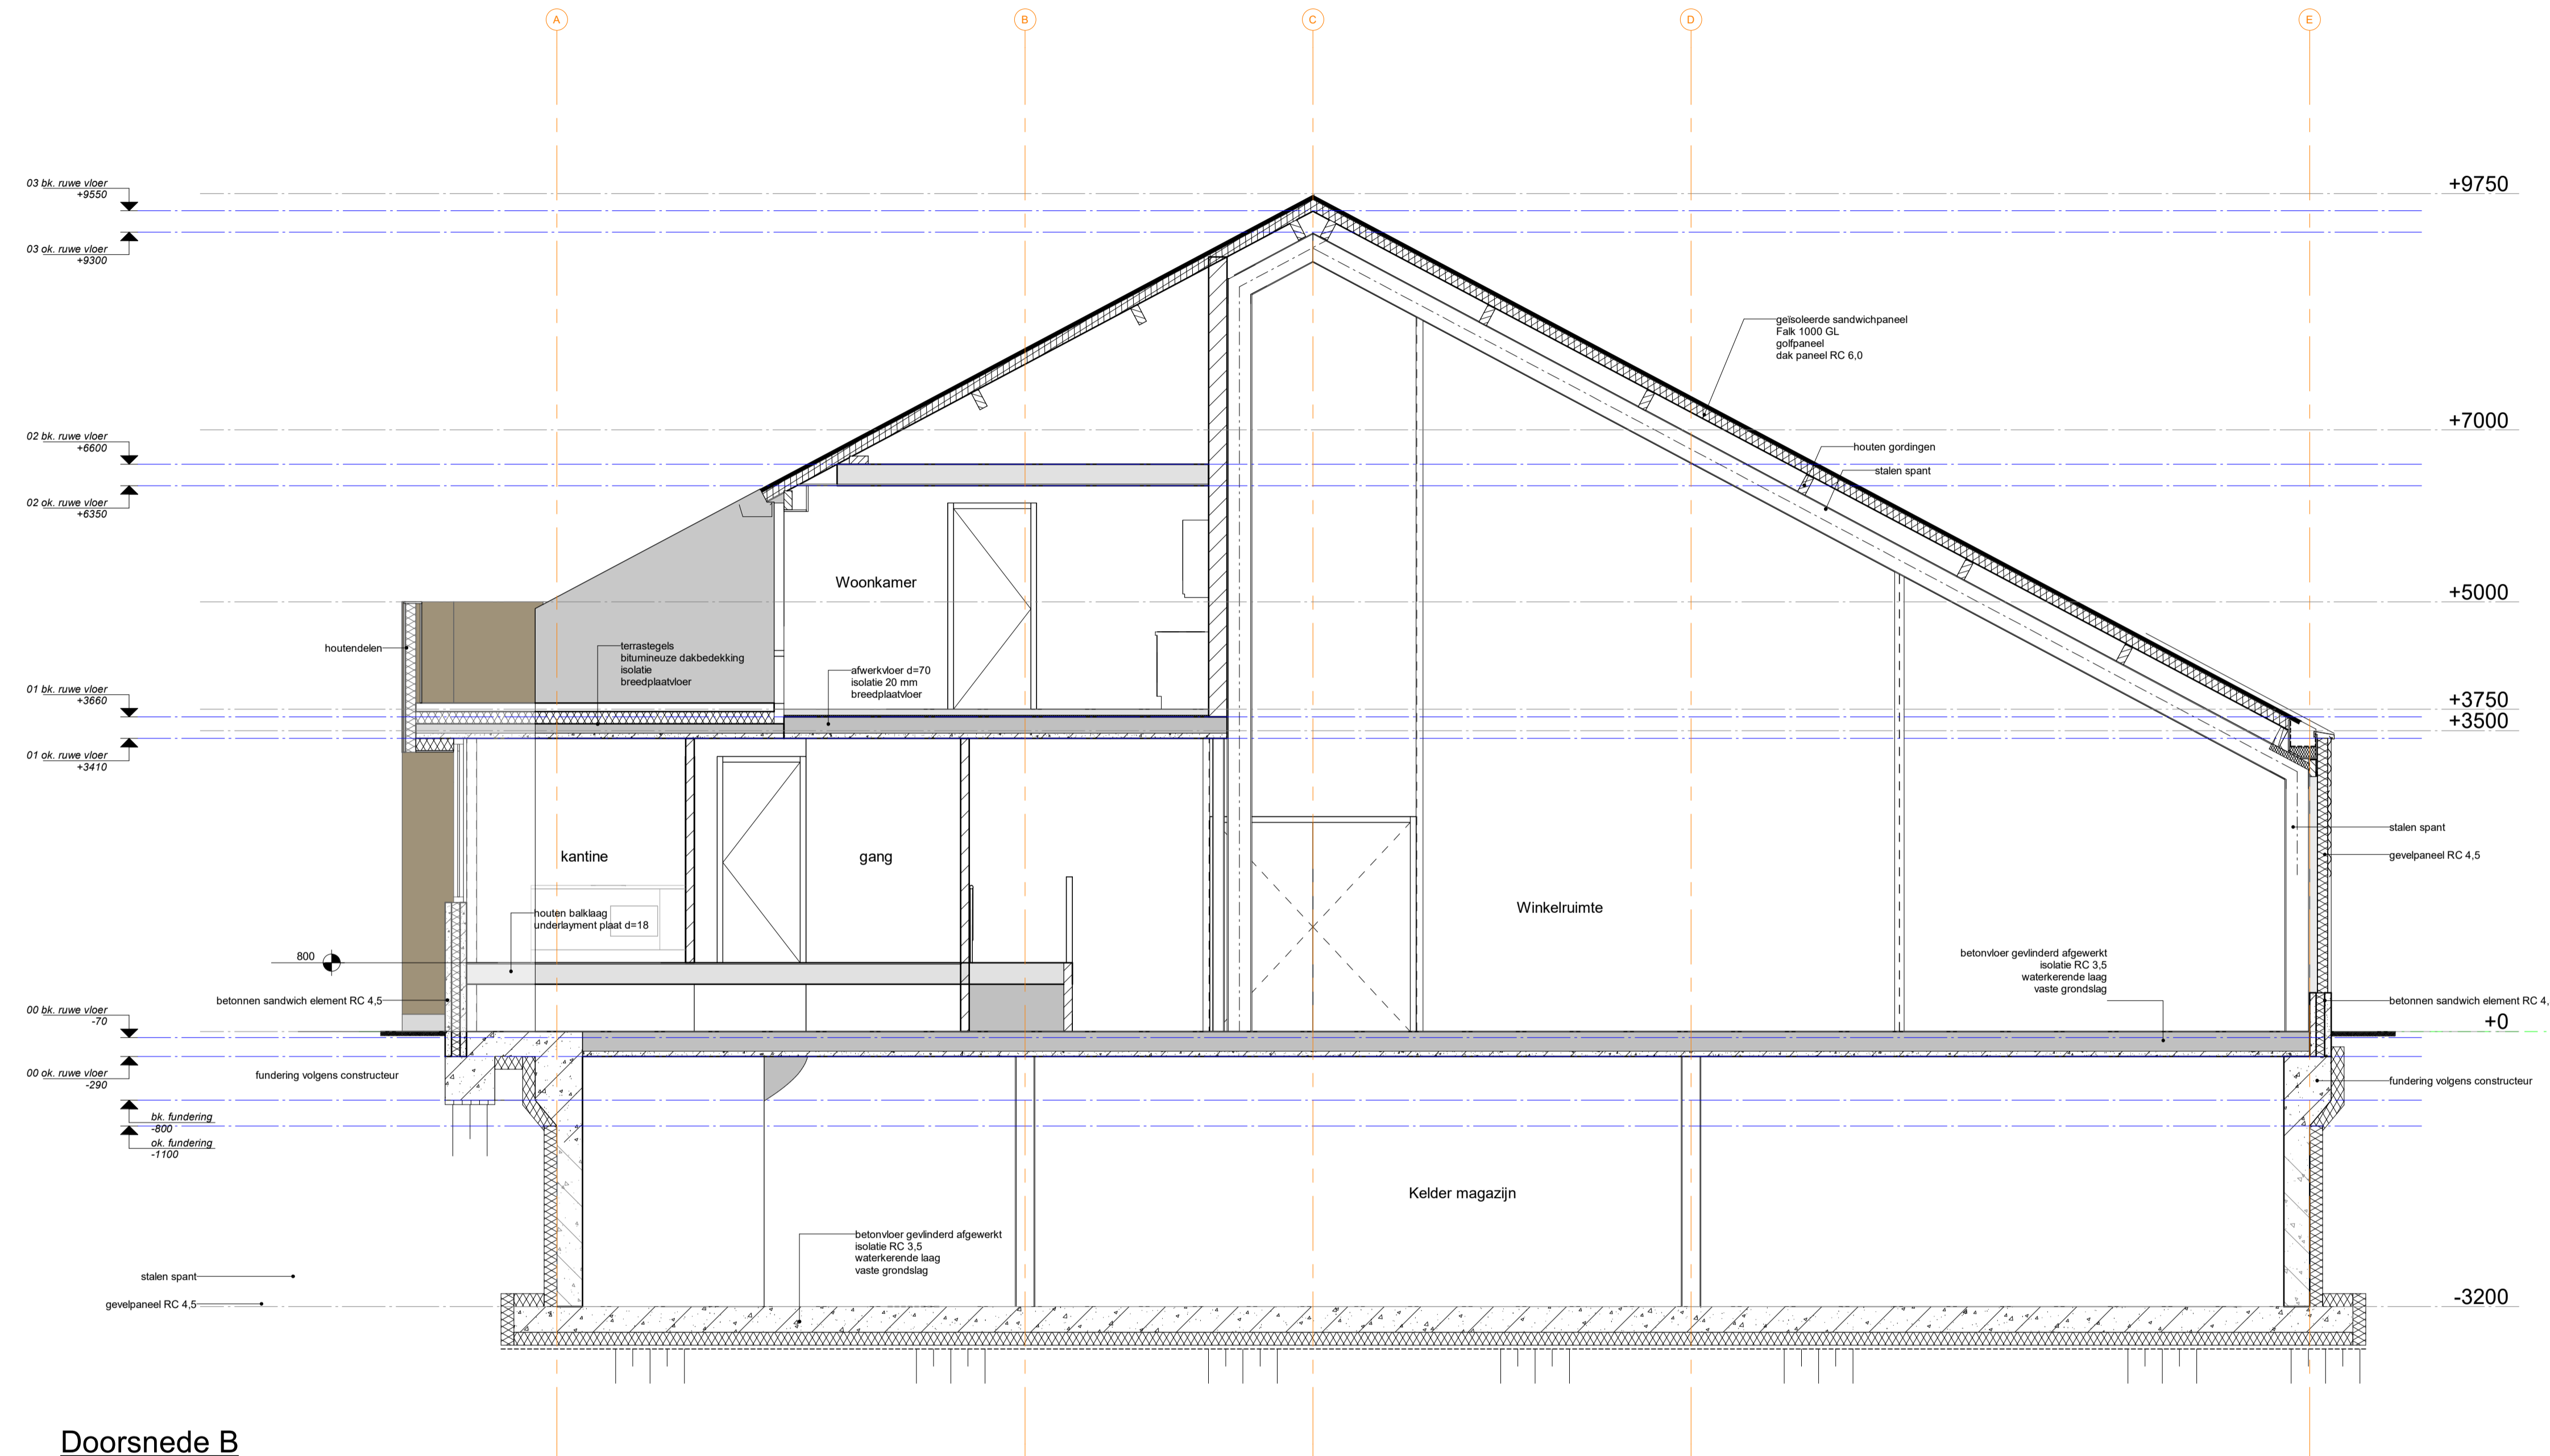 A
B
C
D
E
03 bk. ruwe vloer
+9550
03 ok. ruwe vloer
+9300
02 bk. ruwe vloer
+6600
02 ok. ruwe vloer
+6350
01 bk. ruwe vloer
+3660
01 ok. ruwe vloer
+3410
00 bk. ruwe vloer
-70
00 ok. ruwe vloer
-290
bk. fundering
-800
ok. fundering
-1100
+9750
+7000
+5000
+3750
+3500
+0
-3200
geïsoleerde sandwichpaneel
Falk 1000 GL
golfpaneel
dak paneel RC 6,0
houten gordingen
stalen spant
Woonkamer
houtendelen
terrastegels
bitumineuze dakbedekking
isolatie
breedplaatvloer
afwerkvloer d=70
isolatie 20 mm
breedplaatvloer
kantine
gang
houten balklaag
underlayment plaat d=18
Winkelruimte
800
betonnen sandwich element RC 4,5
fundering volgens constructeur
stalen spant
gevelpaneel RC 4,5
betonvloer gevlinderd afgewerkt
isolatie RC 3,5
waterkerende laag
vaste grondslag
betonnen sandwich element RC 4,
fundering volgens constructeur
Kelder magazijn
betonvloer gevlinderd afgewerkt
isolatie RC 3,5
waterkerende laag
vaste grondslag
stalen spant
gevelpaneel RC 4,5
Doorsnede B